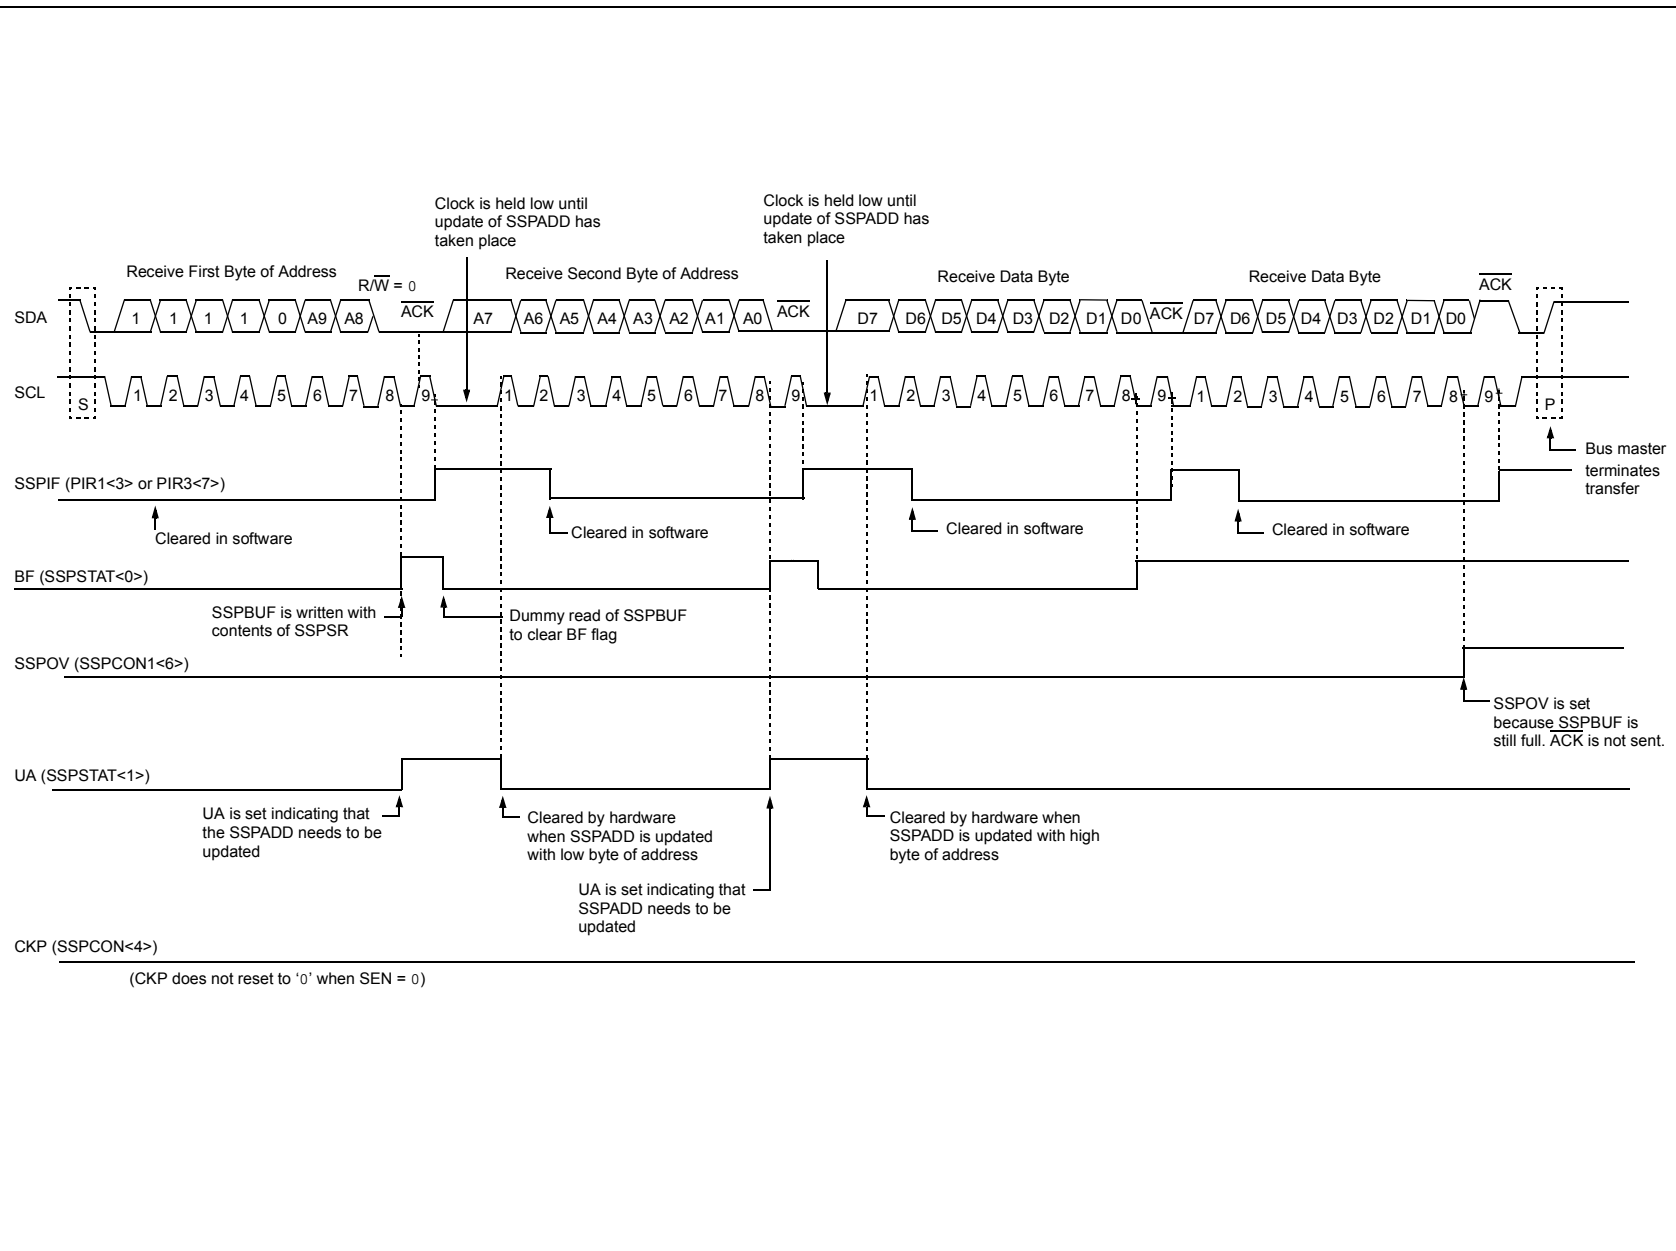 Clock is held low until
update of SSPADD has
taken place
Clock is held low until
update of SSPADD has
taken place
Receive First Byte of Address
R/W = 0
ACK
Receive Second Byte of Address
ACK
Receive Data Byte
ACK
Receive Data Byte
ACK
SDA
1 1 1 1 0 A9 A8
A7 A6 A5 A4 A3 A2 A1 A0
D7 D6 D5 D4 D3 D2 D1 D0
D7 D6 D5 D4 D3 D2 D1 D0
SCL
S
1 2 3 4 5 6 7 8 9
1 2 3 4 5 6 7 8 9
1 2 3 4 5 6 7 8 9
1 2 3 4 5 6 7 8 9
P
Bus master
terminates
transfer
SSPIF (PIR1<3> or PIR3<7>)
Cleared in software
Cleared in software
Cleared in software
Cleared in software
BF (SSPSTAT<0>)
SSPBUF is written with
contents of SSPSR
Dummy read of SSPBUF
to clear BF flag
SSPOV (SSPCON1<6>)
SSPOV is set
because SSPBUF is
still full. ACK is not sent.
UA (SSPSTAT<1>)
UA is set indicating that
the SSPADD needs to be
updated
Cleared by hardware
when SSPADD is updated
with low byte of address
UA is set indicating that
SSPADD needs to be
updated
Cleared by hardware when
SSPADD is updated with high
byte of address
CKP (SSPCON<4>)
(CKP does not reset to ‘0’ when SEN = 0)